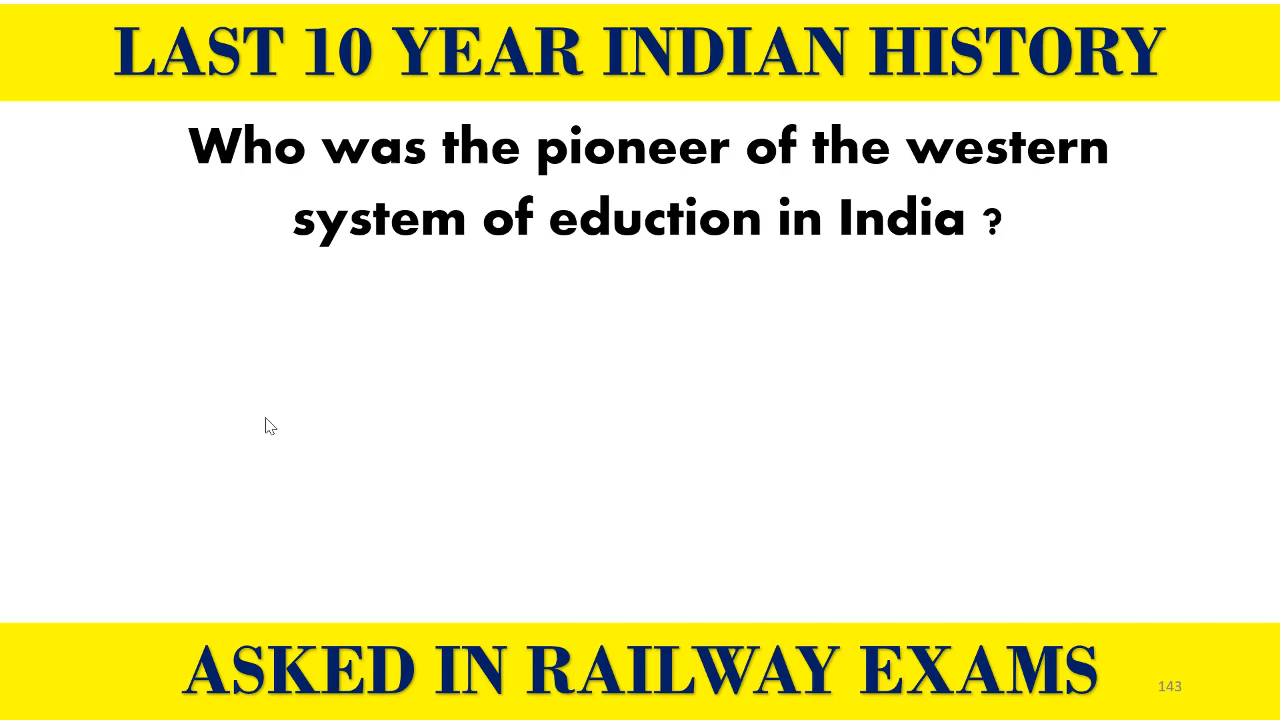 LAST 10 YEAR INDIAN HISTORY
Who was the pioneer of the western
system of eduction in India ?
ASKED IN RAILWAY EXAMS
143